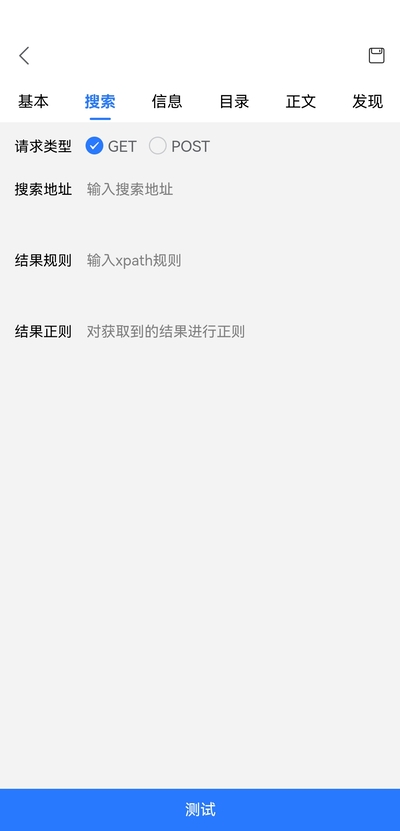 基本 搜索 信息 目录 正文 发现
请求类型 GET POST
搜索地址 输入搜索地址
结果规则 输入xpath规则
结果正则 对获取到的结果进行正则
测试